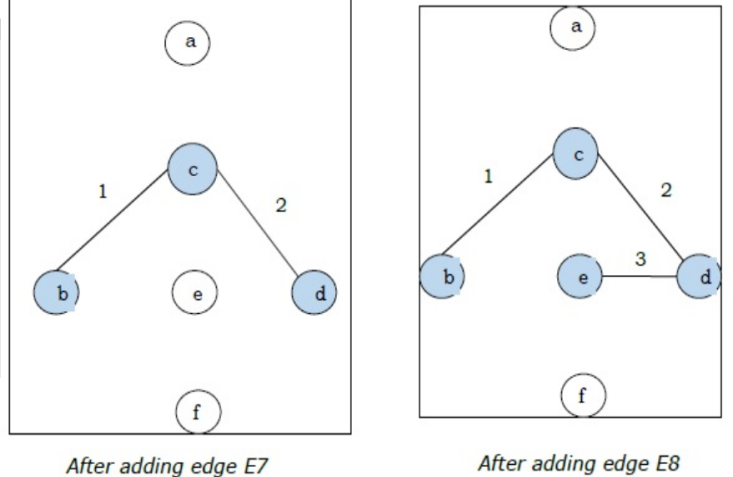 a
c
1
2
b
e
d
f
After adding edge E7
a
c
1
2
3
b
e
d
f
After adding edge E8